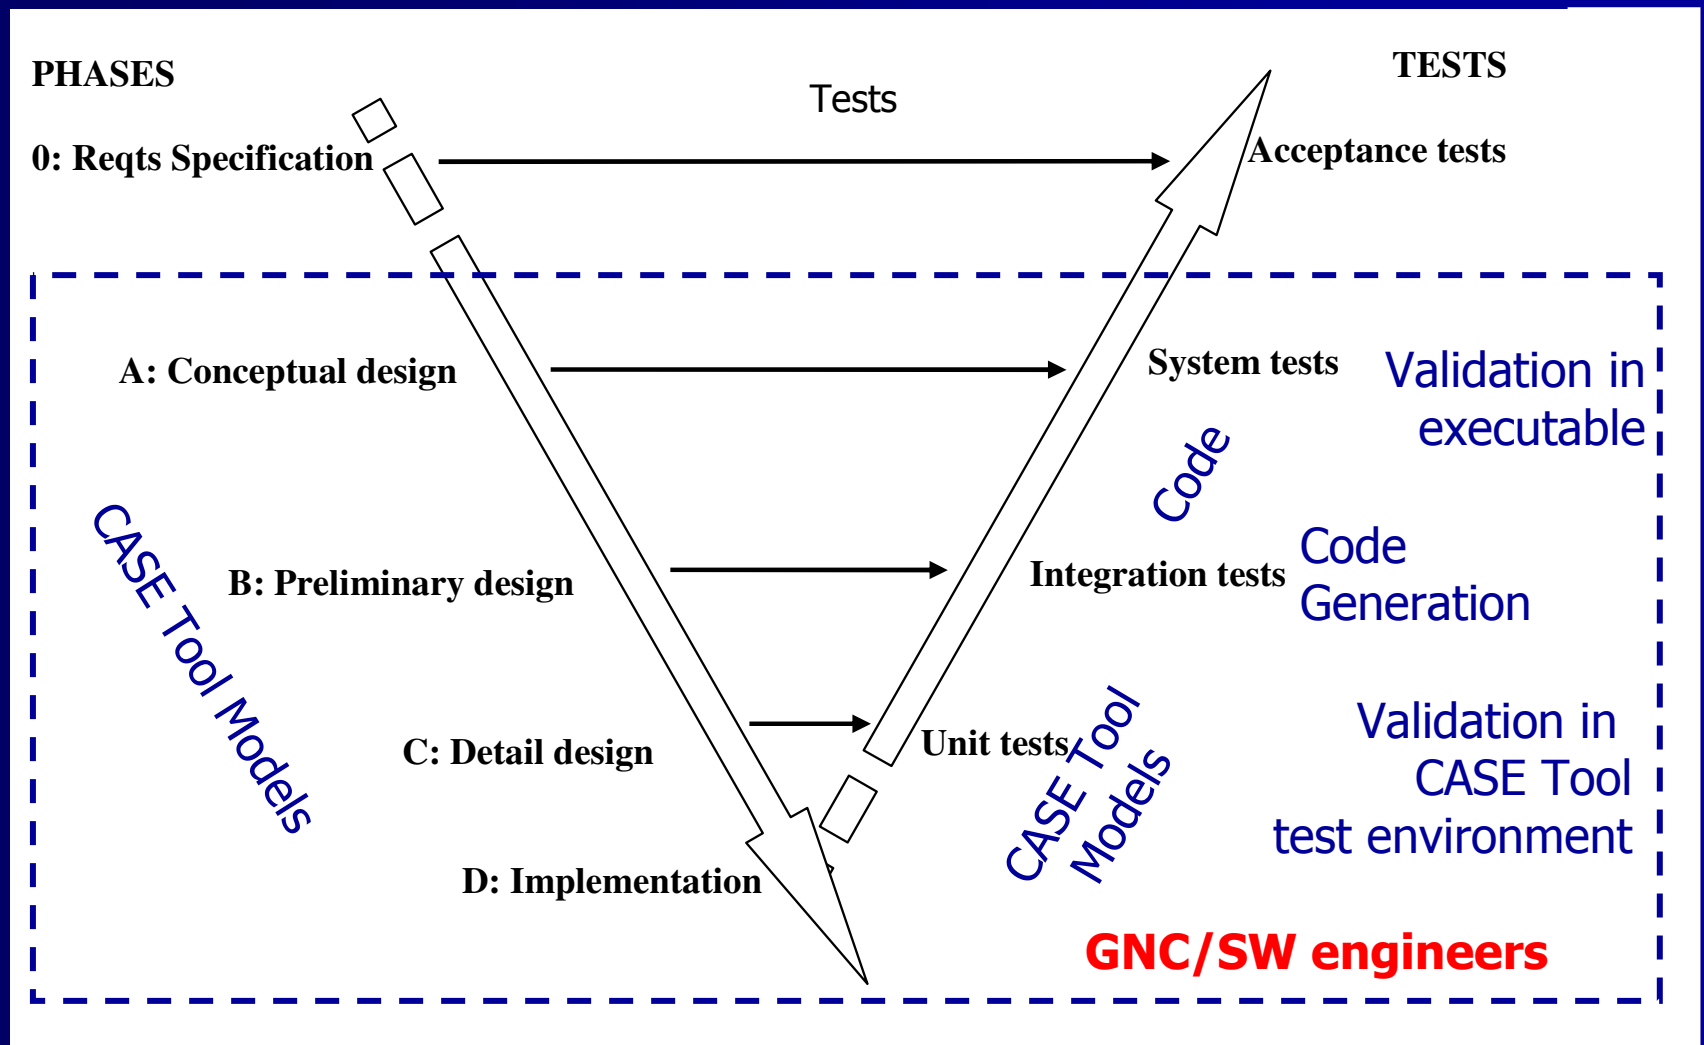 PHASES
Tests
TESTS
0: Reqts Specification
Acceptance tests
A: Conceptual design
System tests
Validation in
executable
Code
CASE Tool Models
B: Preliminary design
Integration tests
Code
Generation
C: Detail design
Unit tests
CASE Tool
Models
Validation in
CASE Tool
test environment
D: Implementation
GNC/SW engineers